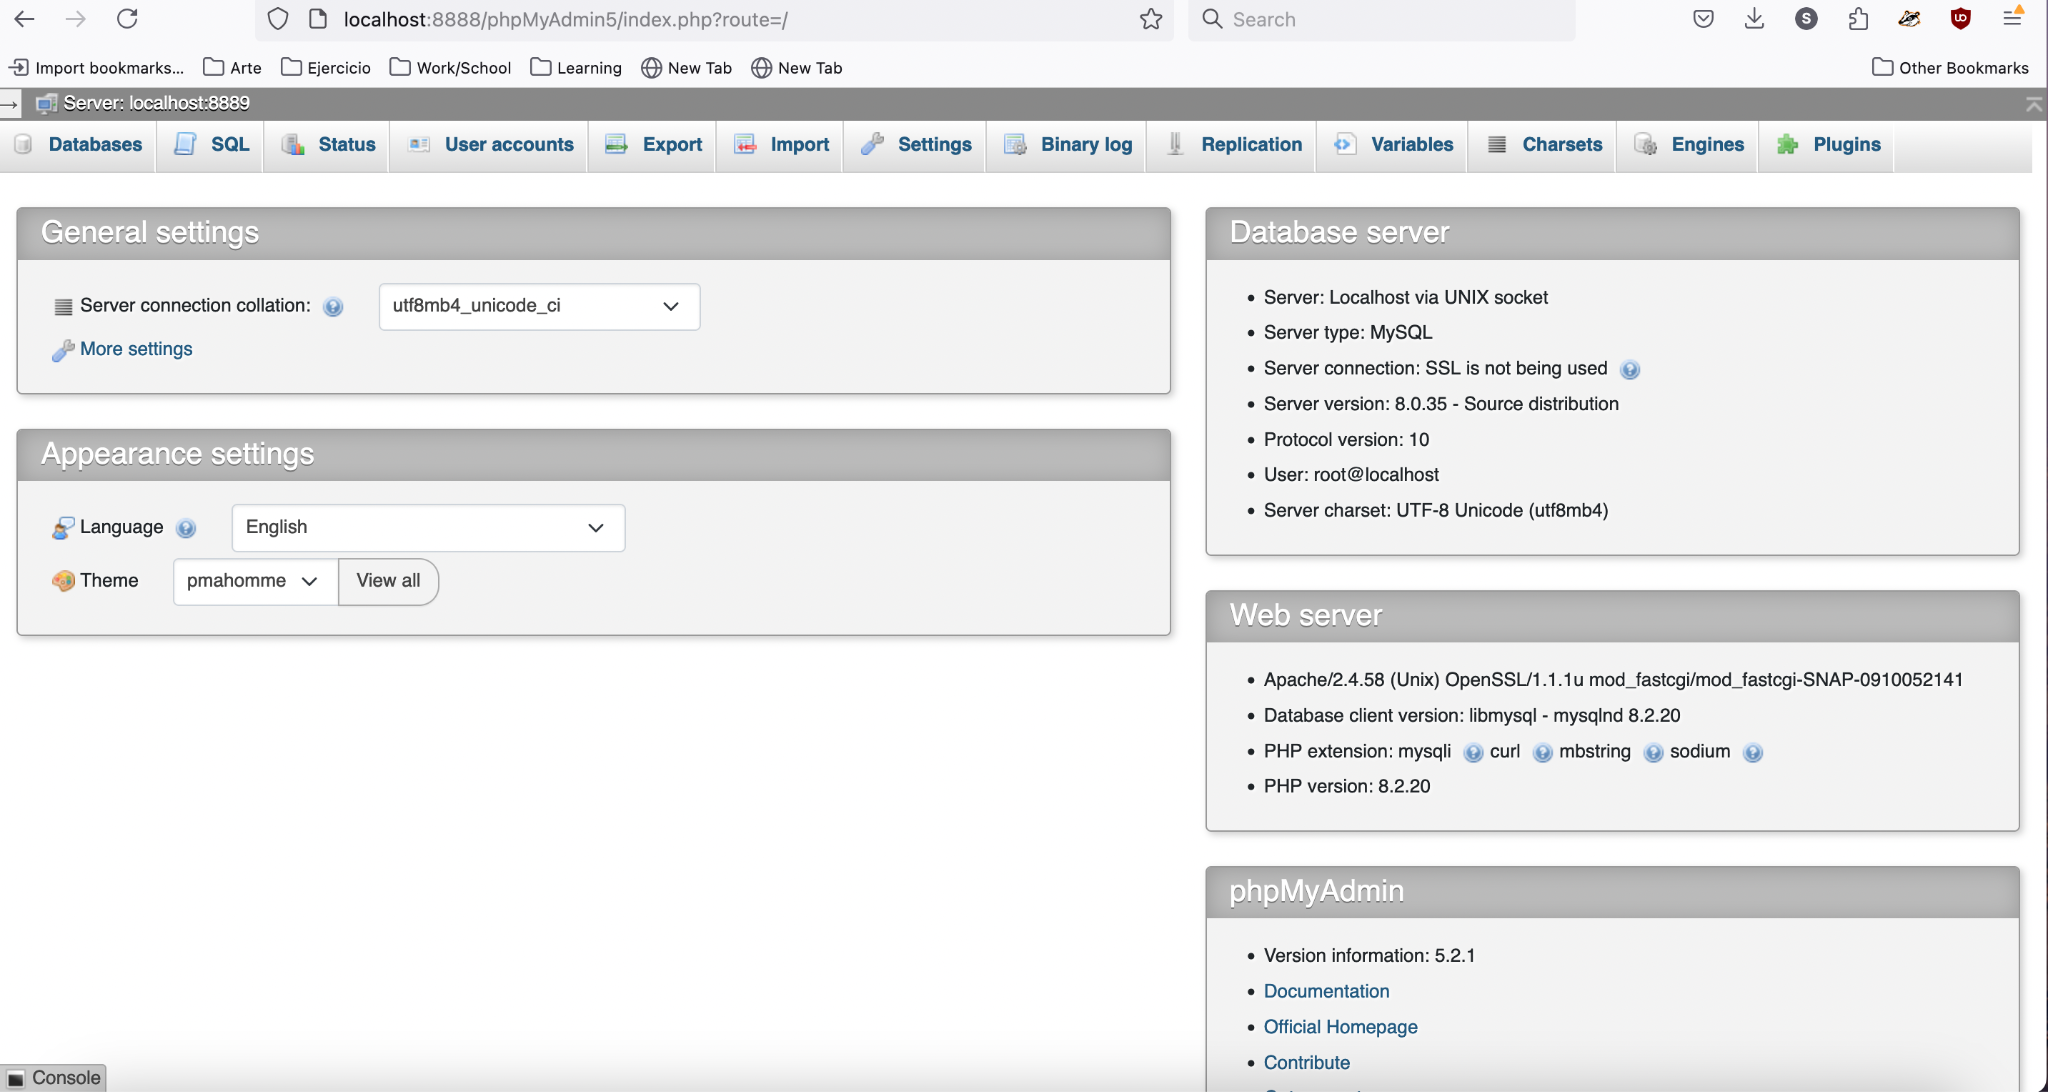 localhost:8888/phpMyAdmin5/index.php?route=/
Search
S
Import bookmarks...
Arte
Ejercicio
Work/School
Learning
New Tab
New Tab
Other Bookmarks
Server: localhost:8889
Databases
SQL
Status
User accounts
Export
Import
Settings
Binary log
Replication
Variables
Charsets
Engines
Plugins
General settings
Server connection collation:
utf8mb4_unicode_ci
More settings
Appearance settings
Language
English
Theme
pmahomme
View all
Database server
Server: Localhost via UNIX socket
Server type: MySQL
Server connection: SSL is not being used
Server version: 8.0.35 - Source distribution
Protocol version: 10
User: root@localhost
Server charset: UTF-8 Unicode (utf8mb4)
Web server
Apache/2.4.58 (Unix) OpenSSL/1.1.1u mod_fastcgi/mod_fastcgi-SNAP-0910052141
Database client version: libmysql - mysqlnd 8.2.20
PHP extension: mysqli curl mbstring sodium
PHP version: 8.2.20
phpMyAdmin
Version information: 5.2.1
Documentation
Official Homepage
Contribute
Console